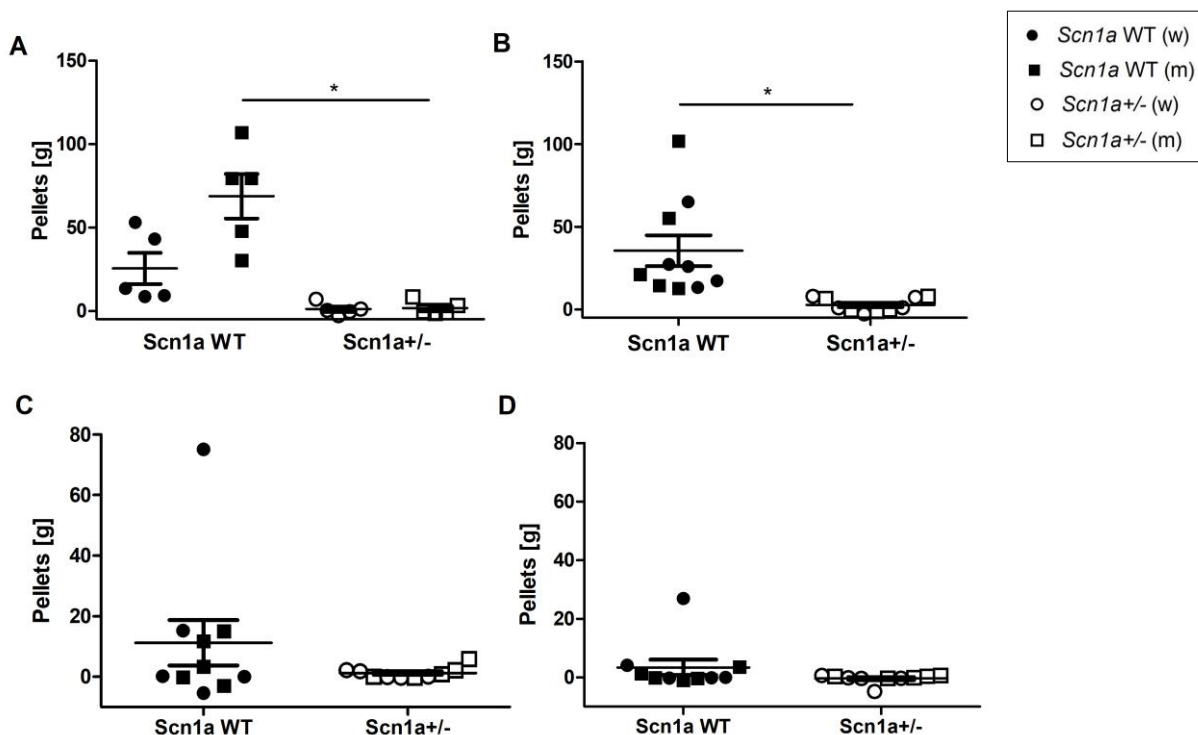 A
Pellets [g]
150
100
50
0
*
Scn1a WT
Scn1a+/-
B
Pellets [g]
150
100
50
0
*
Scn1a WT
Scn1a+/-
Scn1a WT (w)
Scn1a WT (m)
Scn1a+/- (w)
Scn1a+/- (m)
C
Pellets [g]
80
60
40
20
0
Scn1a WT
Scn1a+/-
D
Pellets [g]
80
60
40
20
0
Scn1a WT
Scn1a+/-